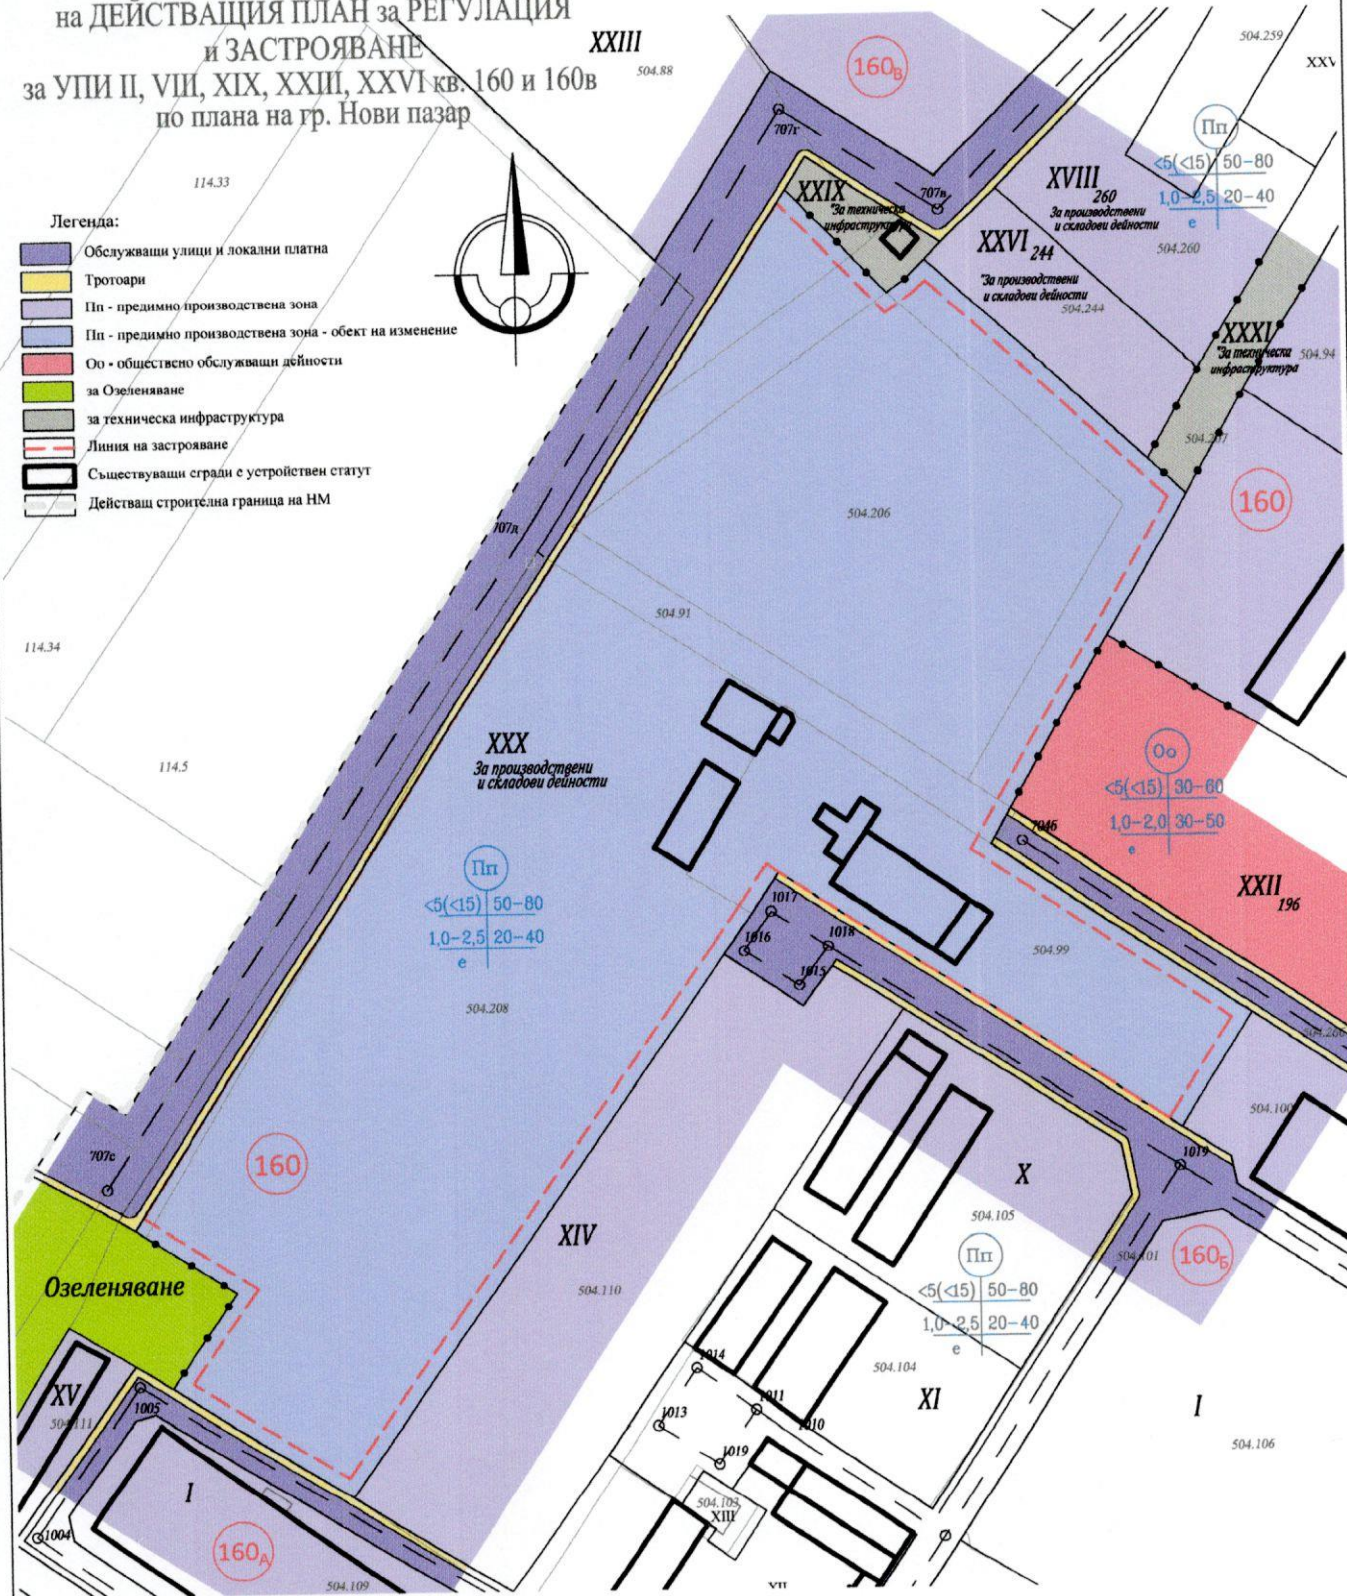 на ДЕЙСТВАЩИЯ ПЛАН за РЕГУЛАЦИЯ
и ЗАСТРОЯВАНЕ
за УПИ II, VIII, XIX, XXIII, XXVI кв. 160 и 160в
по плана на гр. Нови пазар
XXIII
504.88
160В
504.259
XXV
707г
Пп
<5(<15) 50-80
1,0-2,5 20-40
е
114.33
XXIX
"За техническа
инфраструктура
707в
XVIII
260
За производствени
и складови дейности
504.260
XXVI 244
"За производствени
и складови дейности
504.244
XXXI
"За техническа
инфраструктура
504.94
504.207
160
Легенда:
Обслужващи улици и локални платна
Тротоари
Пп - предимно производствена зона
Пп - предимно производствена зона - обект на изменение
Оо - обществено обслужващи дейности
за Озеленяване
за техническа инфраструктура
Линия на застрояване
Съществуващи сгради с устройствен статут
Действащ строителна граница на НМ
707д
504.206
504.91
114.34
114.5
XXX
За производствени
и складови дейности
Пп
<5(<15) 50-80
1,0-2,5 20-40
е
504.208
Оо
<5(<15) 30-60
1,0-2,0 30-50
е
704б
XXII
196
1017
1016
1018
1015
504.99
504.100
707е
160
Озеленяване
XIV
504.110
X
504.105
1019
504.101
160Б
Пп
<5(<15) 50-80
1,0-2,5 20-40
е
504.104
XI
I
504.106
1014
1011
1010
1013
1019
504.103
XIII
XV
504.111
1005
I
1004
160А
504.109
XII